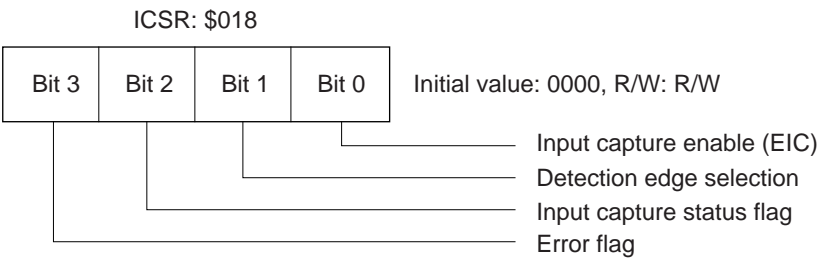 ICSR: $018
Bit 3 Bit 2 Bit 1 Bit 0 Initial value: 0000, R/W: R/W
Input capture enable (EIC)
Detection edge selection
Input capture status flag
Error flag